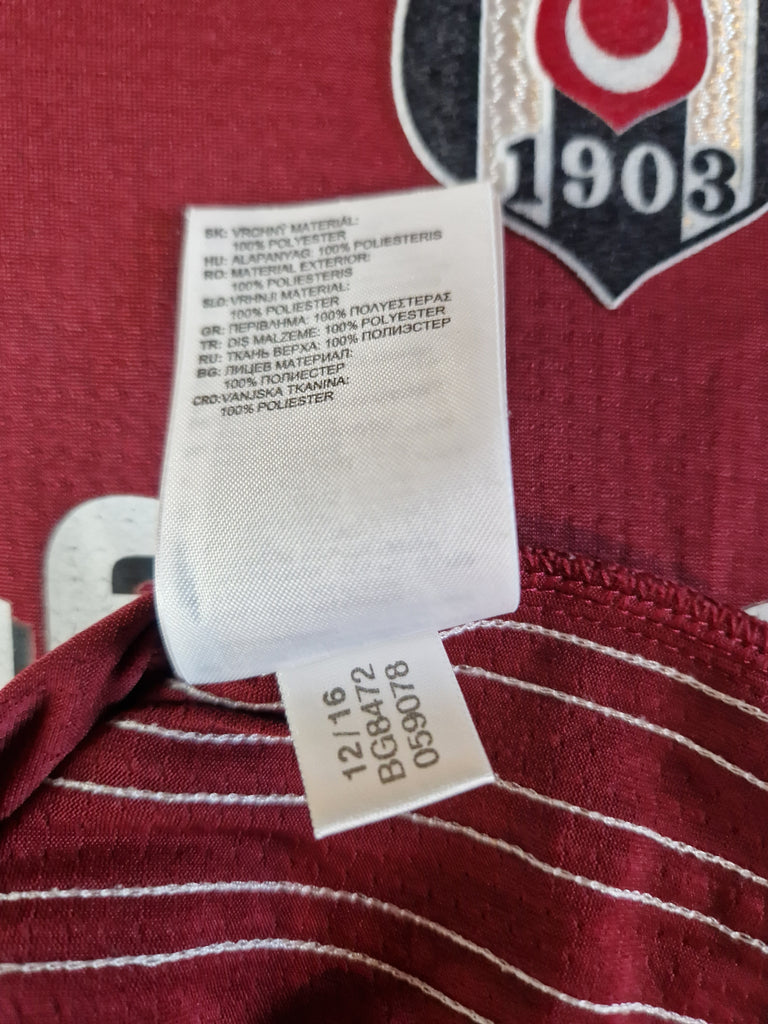 1903
SK: VRCHNÝ MATERIÁL:
100% POLYESTER
HU: ALAPANYAG: 100% POLIESTERIS
RO: MATERIAL EXTERIOR:
100% POLIESTERIS
SLO: VRHNJI MATERIAL:
100% POLIESTER
GR: ΠΕΡΙΒΛΗΜΑ: 100% ΠΟΛΥΕΣΤΕΡΑΣ
TR: DIŞ MALZEME: 100% POLYESTER
RU: ТКАНЬ ВЕРХА: 100% ПОЛИЭСТЕР
BG: ЛИЦЕВ МАТЕРИАЛ:
100% ПОЛИЕСТЕР
CRO: VANJSKA TKANINA:
100% POLIESTER
12/16
BG8472
059078